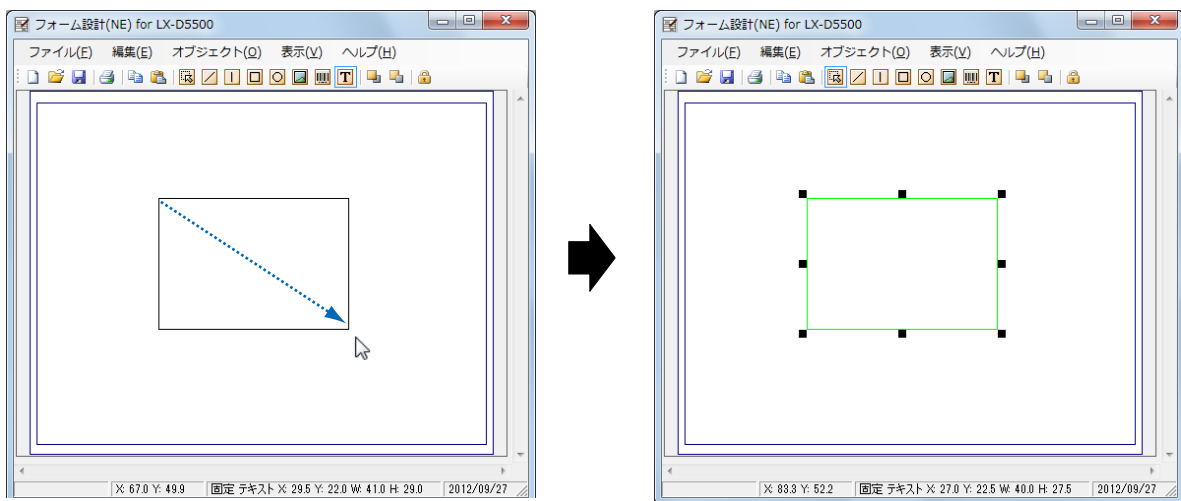 フォーム設計(NE) for LX-D5500
ファイル(F) 編集(E) オブジェクト(O) 表示(V) ヘルプ(H)
T
X: 67.0 Y: 49.9 固定 テキスト X: 29.5 Y: 22.0 W: 41.0 H: 29.0 2012/09/27
フォーム設計(NE) for LX-D5500
ファイル(F) 編集(E) オブジェクト(O) 表示(V) ヘルプ(H)
T
X: 83.3 Y: 52.2 固定 テキスト X: 27.0 Y: 22.5 W: 40.0 H: 27.5 2012/09/27